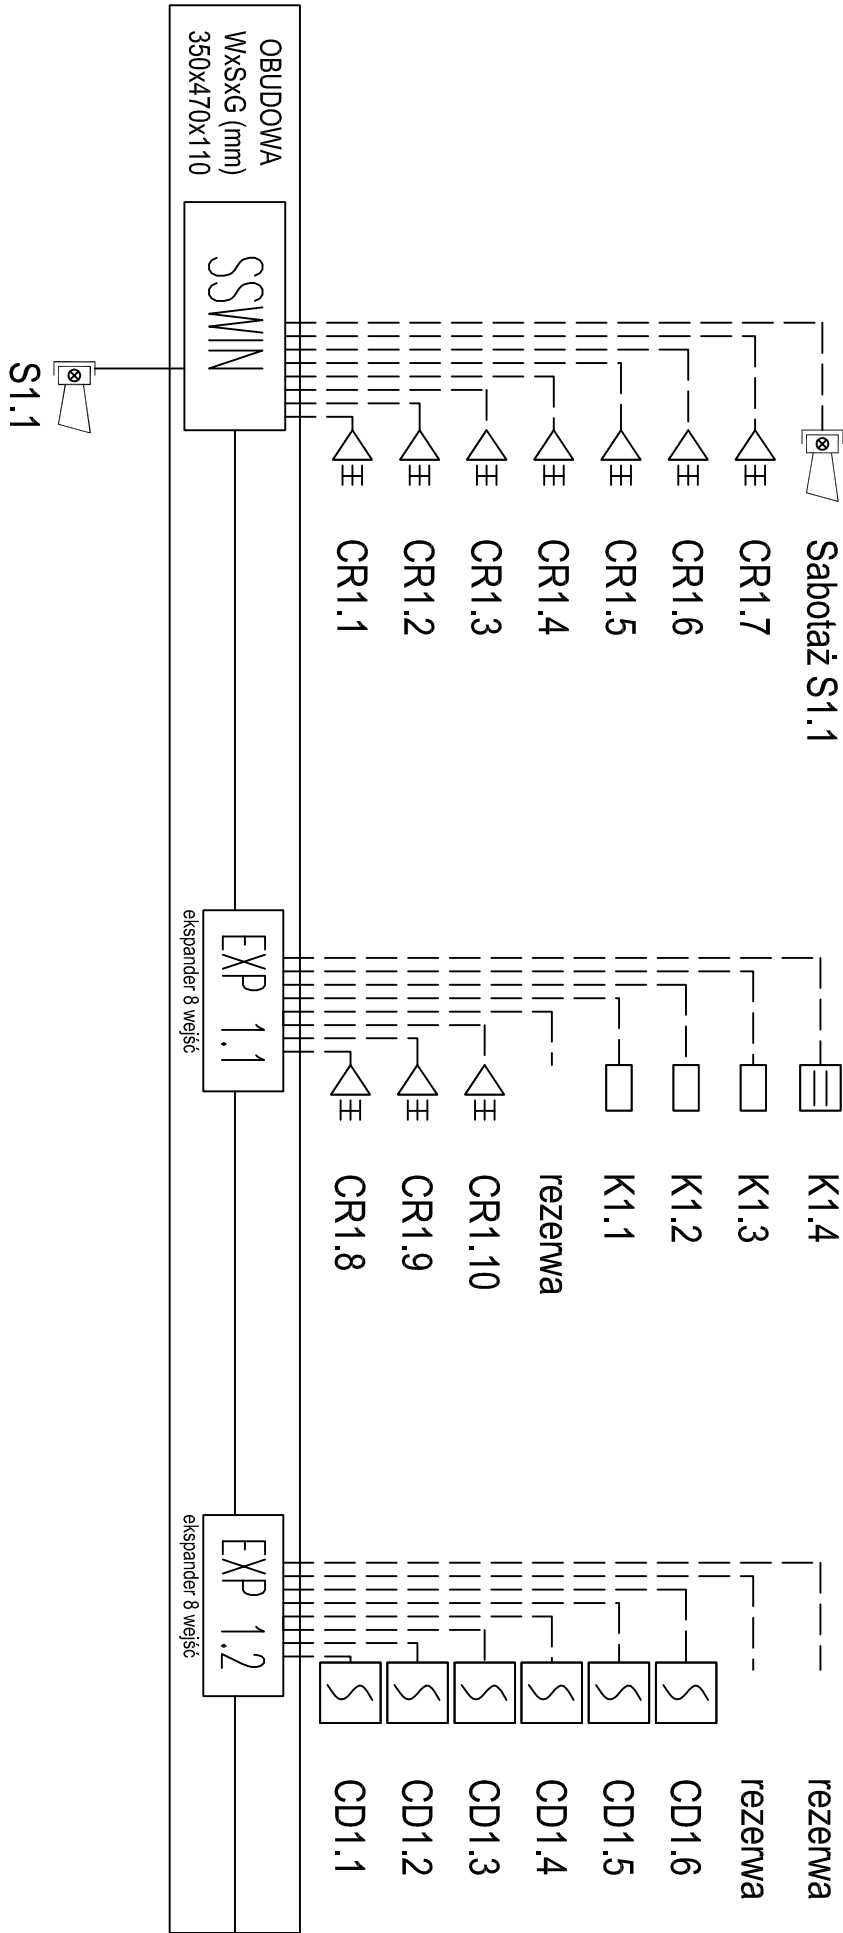 OBUDOWA
WxSxG (mm)
350x470x110
SSWIN
S1.1
Sabotaż S1.1
CR1.7
CR1.6
CR1.5
CR1.4
CR1.3
CR1.2
CR1.1
EXP 1.1
ekspander 8 wejść
K1.4
K1.3
K1.2
K1.1
rezerwa
CR1.10
CR1.9
CR1.8
EXP 1.2
ekspander 8 wejść
rezerwa
rezerwa
CD1.6
CD1.5
CD1.4
CD1.3
CD1.2
CD1.1